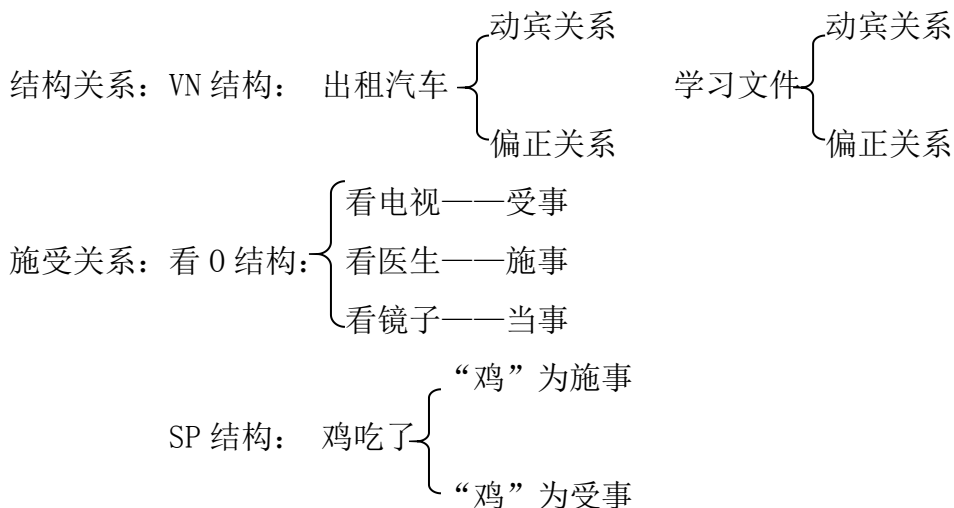 动宾关系 动宾关系
结构关系：VN 结构： 出租汽车 学习文件
偏正关系 偏正关系
看电视——受事
施受关系：看 O 结构： 看医生——施事
看镜子——当事
“鸡”为施事
SP 结构： 鸡吃了
“鸡”为受事